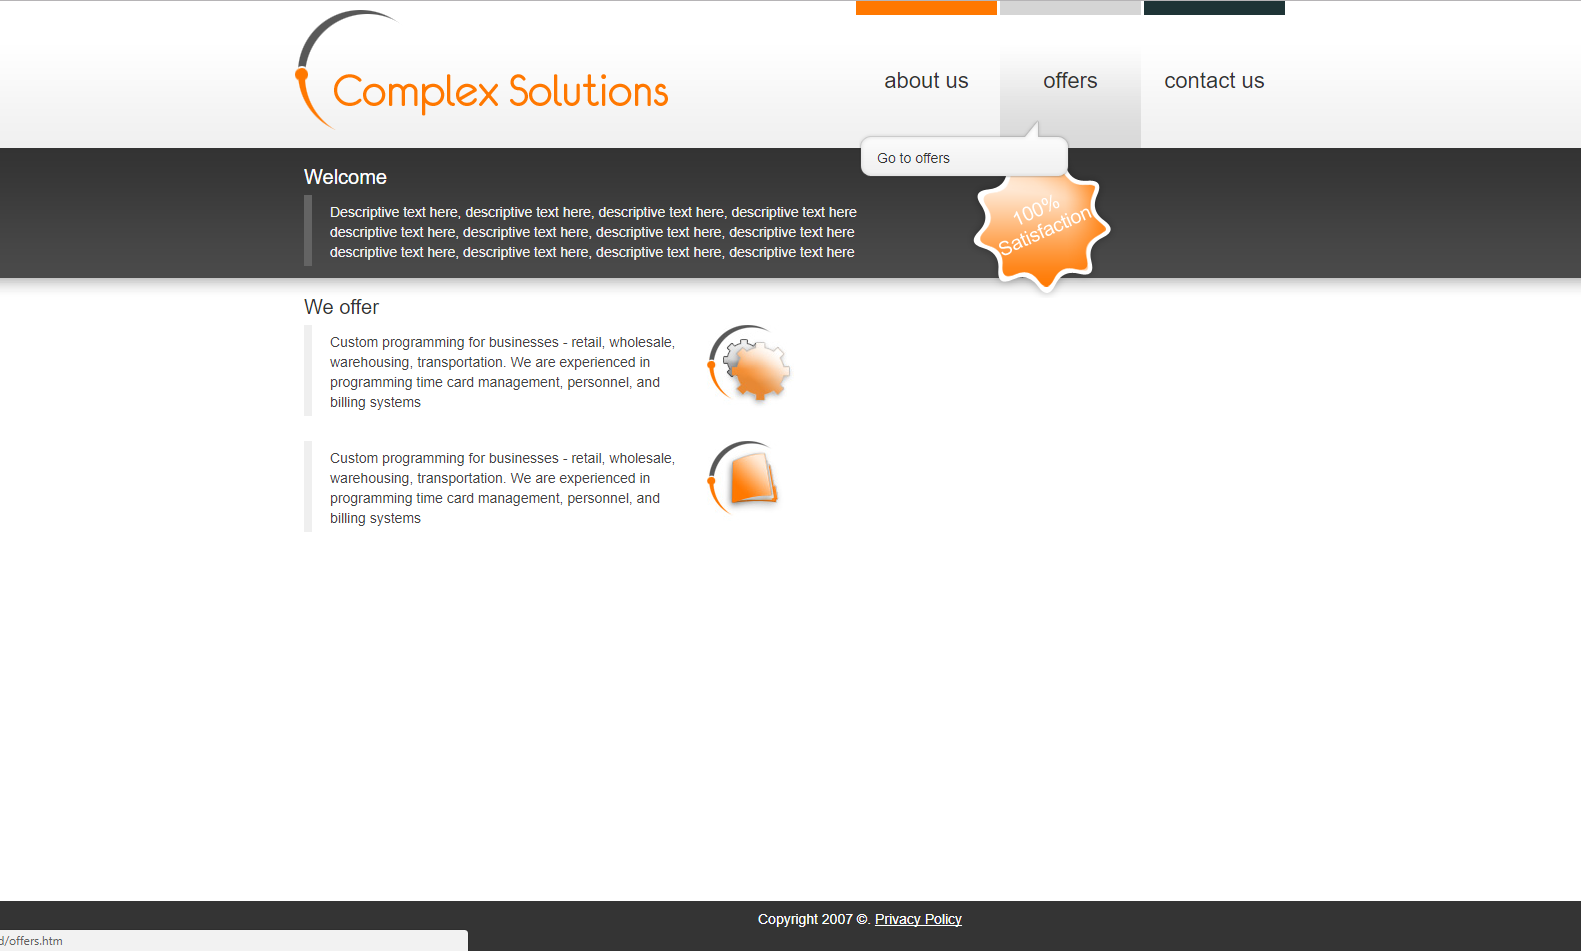 Complex Solutions
about us
offers
contact us
Go to offers
Welcome
Descriptive text here, descriptive text here, descriptive text here, descriptive text here
descriptive text here, descriptive text here, descriptive text here, descriptive text here
descriptive text here, descriptive text here, descriptive text here, descriptive text here
100%
Satisfaction
We offer
Custom programming for businesses - retail, wholesale,
warehousing, transportation. We are experienced in
programming time card management, personnel, and
billing systems
Custom programming for businesses - retail, wholesale,
warehousing, transportation. We are experienced in
programming time card management, personnel, and
billing systems
Copyright 2007 ©. Privacy Policy
d/offers.htm